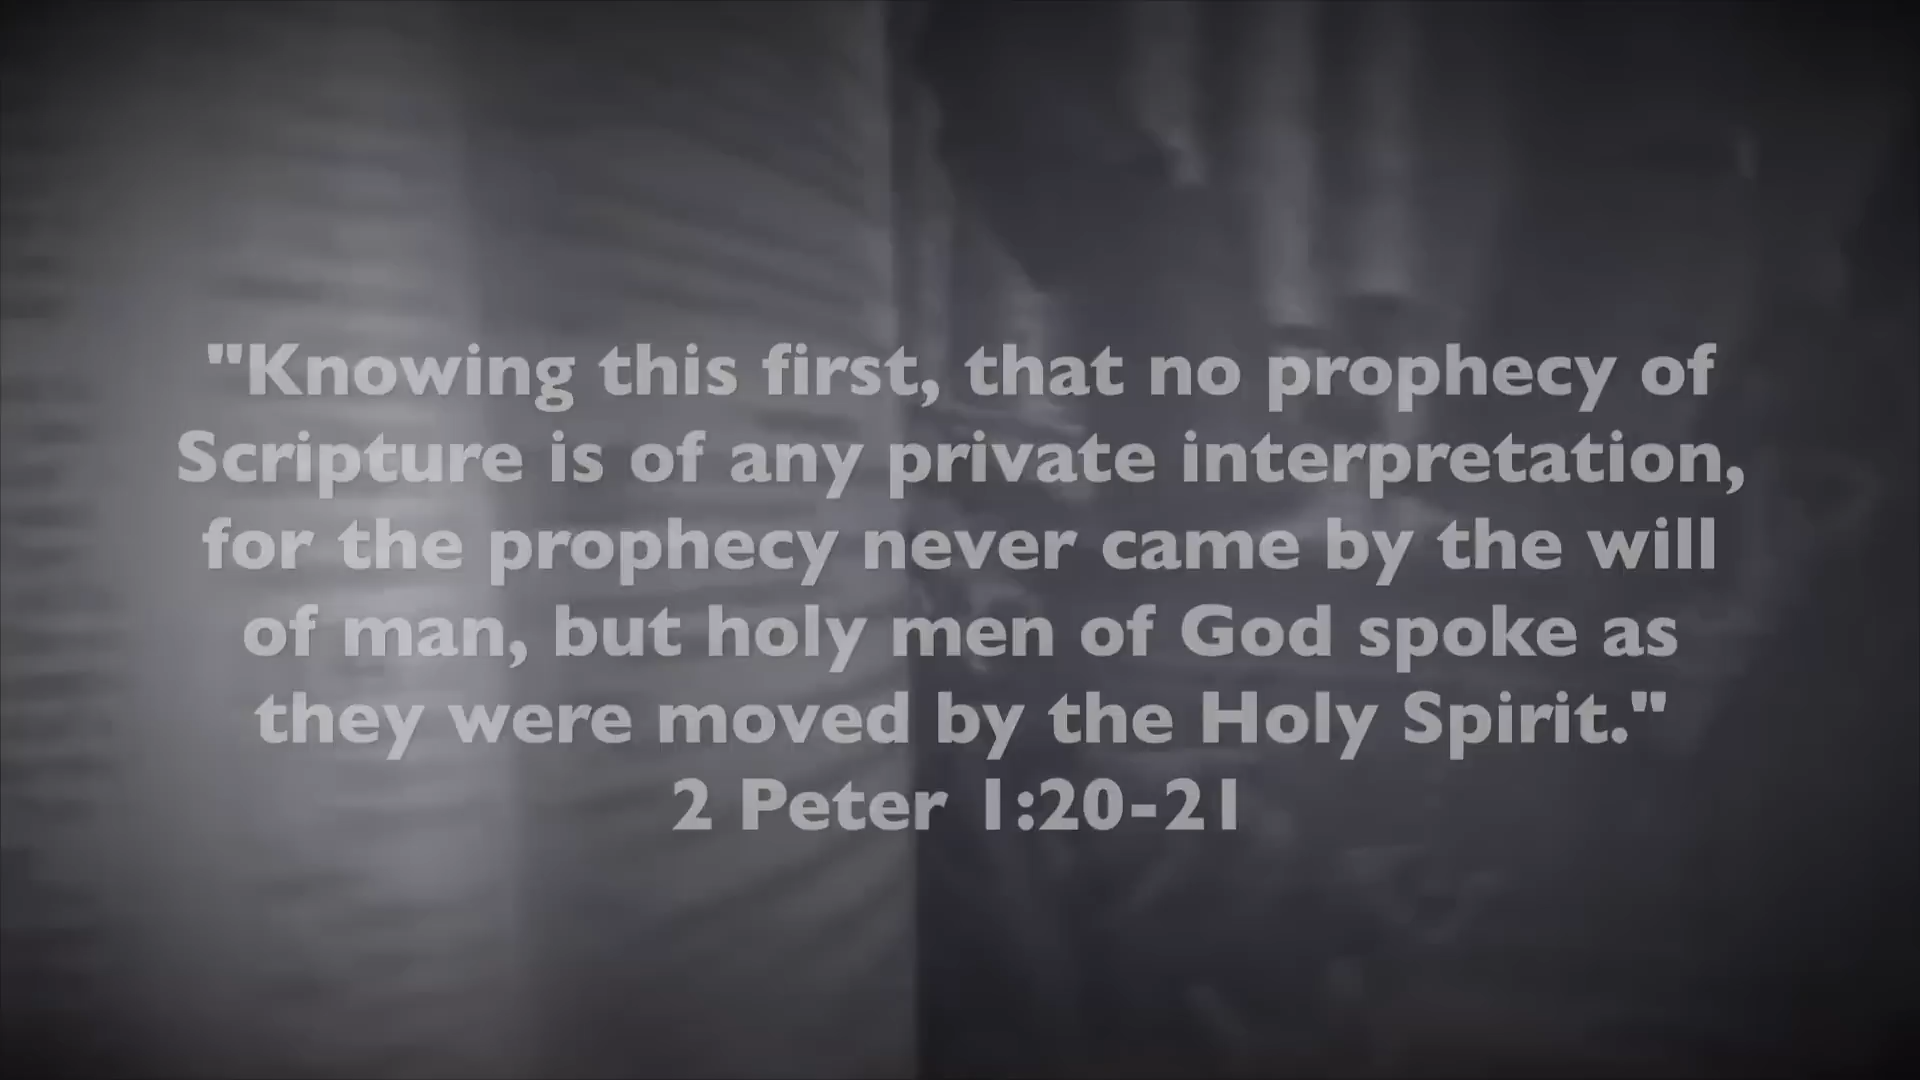 "Knowing this first, that no prophecy of
Scripture is of any private interpretation,
for the prophecy never came by the will
of man, but holy men of God spoke as
they were moved by the Holy Spirit."
2 Peter 1:20-21